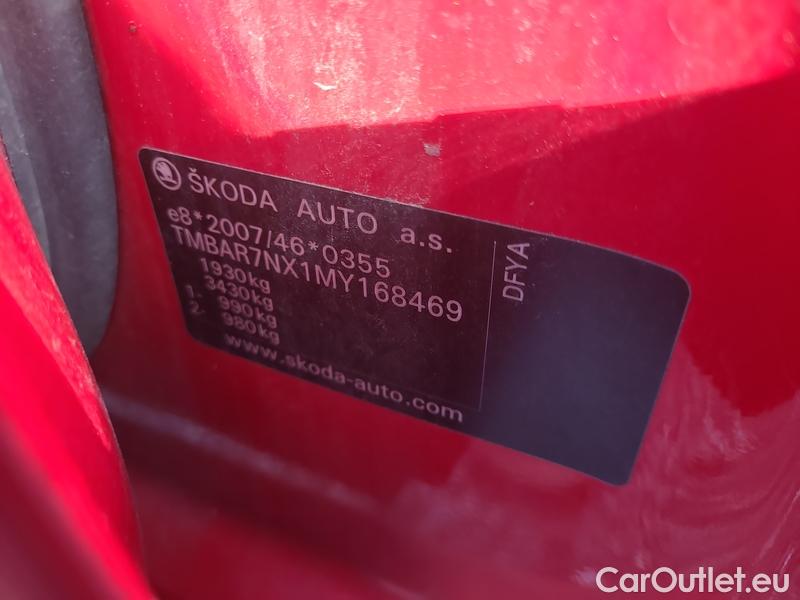 ŠKODA AUTO a.s.
e8*2007/46*0355
TMBAR7NX1MY168469
1930kg
3430kg
1- 990kg
2- 980kg
www.skoda-auto.com
DFYA
CarOutlet.eu